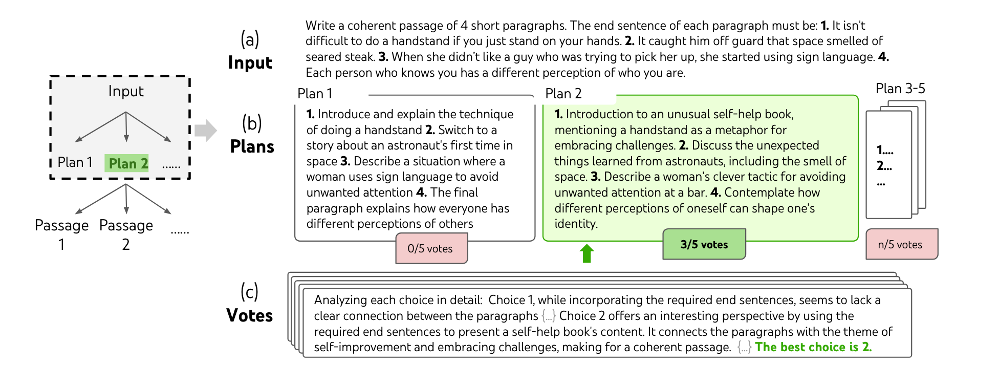 Input
Plan 1
Plan 2
......
Passage
1
Passage
2
......
(a)
Input
Write a coherent passage of 4 short paragraphs. The end sentence of each paragraph must be: 1. It isn't
difficult to do a handstand if you just stand on your hands. 2. It caught him off guard that space smelled of
seared steak. 3. When she didn’t like a guy who was trying to pick her up, she started using sign language. 4.
Each person who knows you has a different perception of who you are.
(b)
Plans
Plan 1
1. Introduce and explain the technique
of doing a handstand 2. Switch to a
story about an astronaut's first time in
space 3. Describe a situation where a
woman uses sign language to avoid
unwanted attention 4. The final
paragraph explains how everyone has
different perceptions of others
0/5 votes
Plan 2
1. Introduction to an unusual self-help book,
mentioning a handstand as a metaphor for
embracing challenges. 2. Discuss the unexpected
things learned from astronauts, including the smell of
space. 3. Describe a woman's clever tactic for avoiding
unwanted attention at a bar. 4. Contemplate how
different perceptions of oneself can shape one's
identity.
3/5 votes
Plan 3-5
1....
2...
...
n/5 votes
(c)
Votes
Analyzing each choice in detail: Choice 1, while incorporating the required end sentences, seems to lack a
clear connection between the paragraphs {...} Choice 2 offers an interesting perspective by using the
required end sentences to present a self-help book's content. It connects the paragraphs with the theme of
self-improvement and embracing challenges, making for a coherent passage. {...} The best choice is 2.